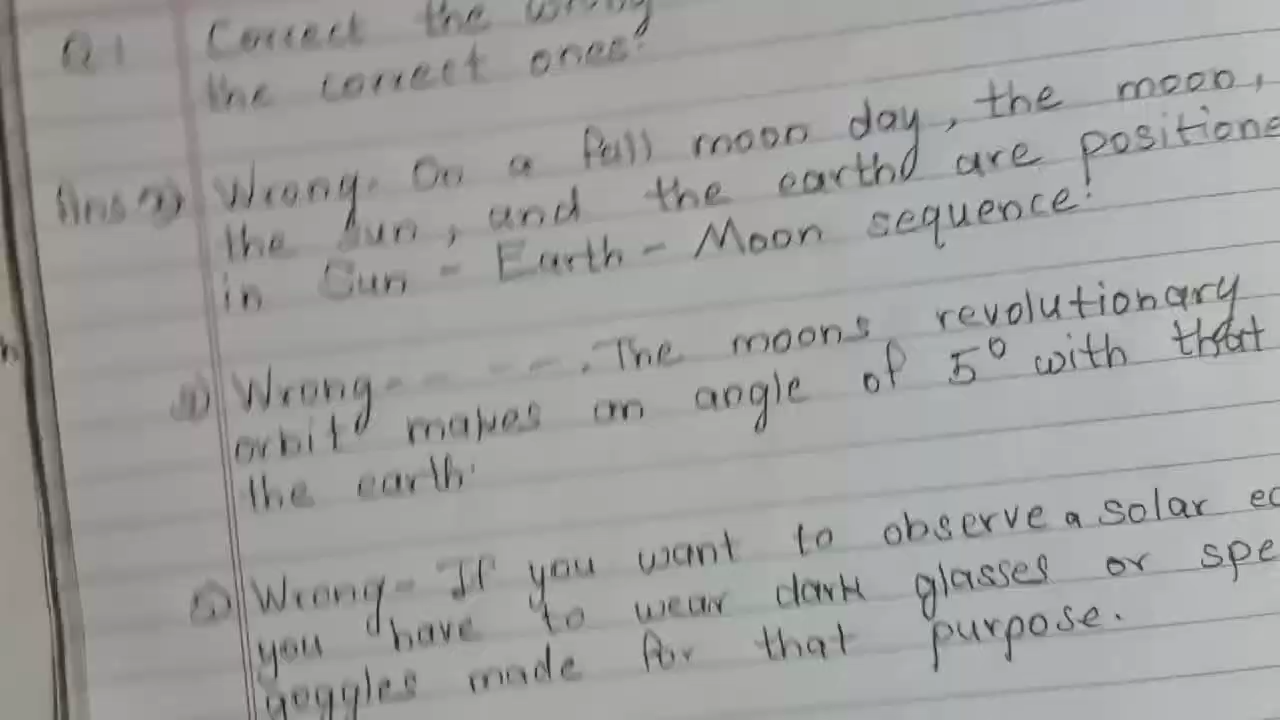 Q.1 Correct the wrong
the correct ones?
Ans Wrong. On a full moon day, the moon,
the sun, and the earth are positione
in Sun - Earth - Moon sequence.
Wrong - - - -. The moons revolutionary
orbit makes an angle of 5° with that
the earth.
Wrong - If you want to observe a solar ec
you have to wear dark glasses or spe
goggles made for that purpose.